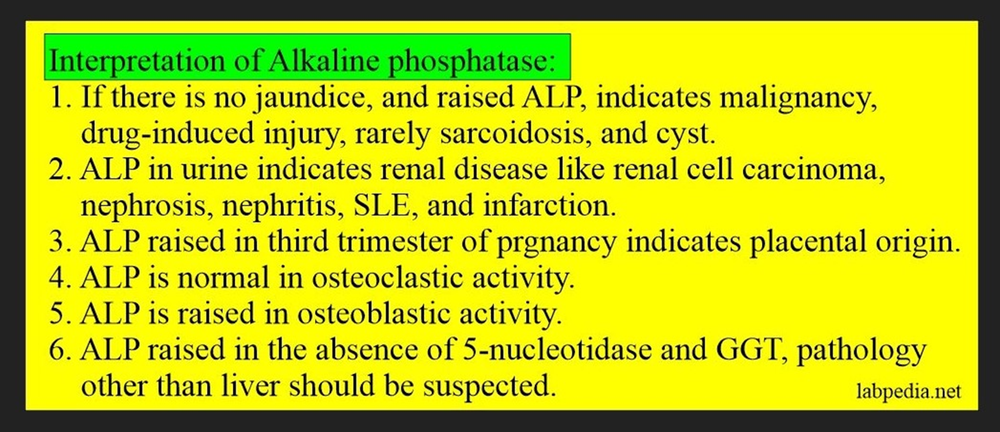 Interpretation of Alkaline phosphatase:
1. If there is no jaundice, and raised ALP, indicates malignancy,
drug-induced injury, rarely sarcoidosis, and cyst.
2. ALP in urine indicates renal disease like renal cell carcinoma,
nephrosis, nephritis, SLE, and infarction.
3. ALP raised in third trimester of prgnancy indicates placental origin.
4. ALP is normal in osteoclastic activity.
5. ALP is raised in osteoblastic activity.
6. ALP raised in the absence of 5-nucleotidase and GGT, pathology
other than liver should be suspected.
labpedia.net